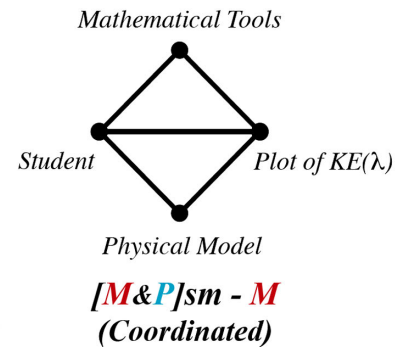 Mathematical Tools
Student
Plot of KE(λ)
Physical Model
[M&P]sm - M
(Coordinated)